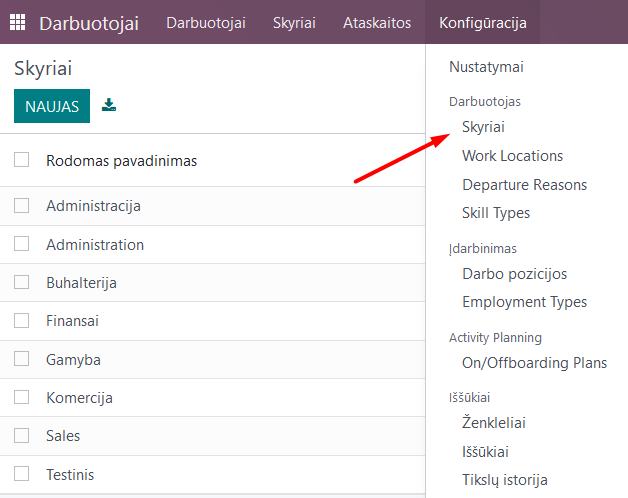 Darbuotojai Darbuotojai Skyriai Ataskaitos Konfigūracija
Skyriai
NAUJAS
Rodomas pavadinimas
Administracija
Administration
Buhalterija
Finansai
Gamyba
Komercija
Sales
Testinis
Nustatymai
Darbuotojas
Skyriai
Work Locations
Departure Reasons
Skill Types
Įdarbinimas
Darbo pozicijos
Employment Types
Activity Planning
On/Offboarding Plans
Iššūkiai
Ženkleliai
Iššūkiai
Tikslų istorija